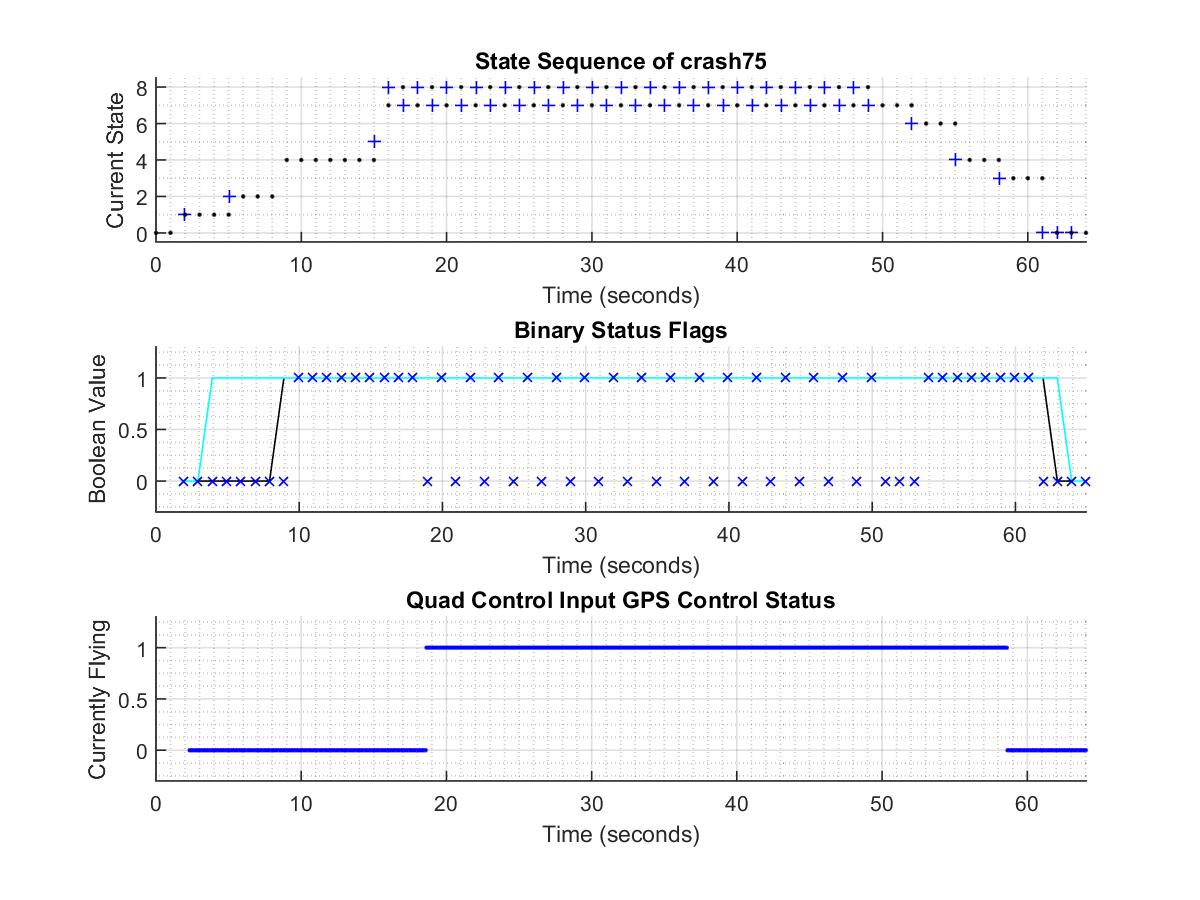 State Sequence of crash75
8
6
4
2
0
Current State
0 10 20 30 40 50 60
Time (seconds)
Binary Status Flags
1
0.5
0
Boolean Value
0 10 20 30 40 50 60
Time (seconds)
Quad Control Input GPS Control Status
1
0.5
0
Currently Flying
0 10 20 30 40 50 60
Time (seconds)